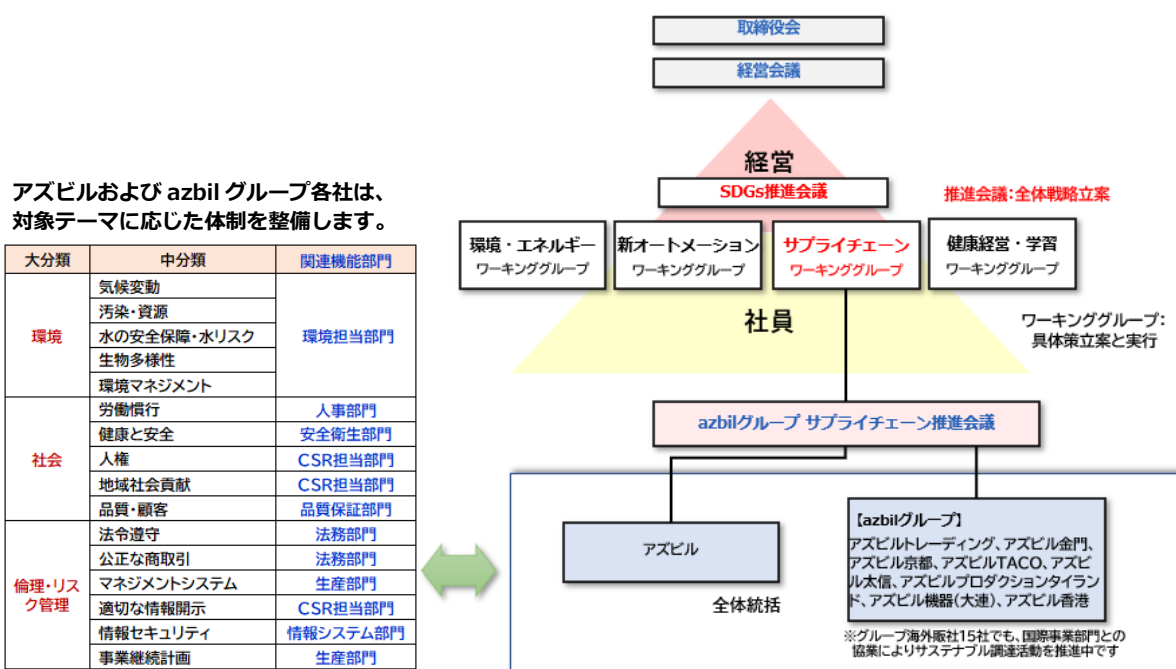 取締役会
経営会議
経営
SDGs推進会議
推進会議：全体戦略立案
環境・エネルギー
ワーキンググループ
新オートメーション
ワーキンググループ
サプライチェーン
ワーキンググループ
健康経営・学習
ワーキンググループ
社員
ワーキンググループ：
具体策立案と実行
azbilグループ サプライチェーン推進会議
アズビル
全体統括
【azbilグループ】
アズビルトレーディング、アズビル金門、
アズビル京都、アズビルTACO、アズビ
ル太信、アズビルプロダクションタイラン
ド、アズビル機器(大連)、アズビル香港
※グループ海外販社15社でも、国際事業部門との
協業によりサステナブル調達活動を推進中です
アズビルおよび azbil グループ各社は、
対象テーマに応じた体制を整備します。
大分類 中分類 関連機能部門
環境
気候変動
汚染・資源
水の安全保障・水リスク
生物多様性
環境マネジメント
環境担当部門
社会
労働慣行 人事部門
健康と安全 安全衛生部門
人権 CSR担当部門
地域社会貢献 CSR担当部門
品質・顧客 品質保証部門
倫理・リス
ク管理
法令遵守 法務部門
公正な商取引 法務部門
マネジメントシステム 生産部門
適切な情報開示 CSR担当部門
情報セキュリティ 情報システム部門
事業継続計画 生産部門